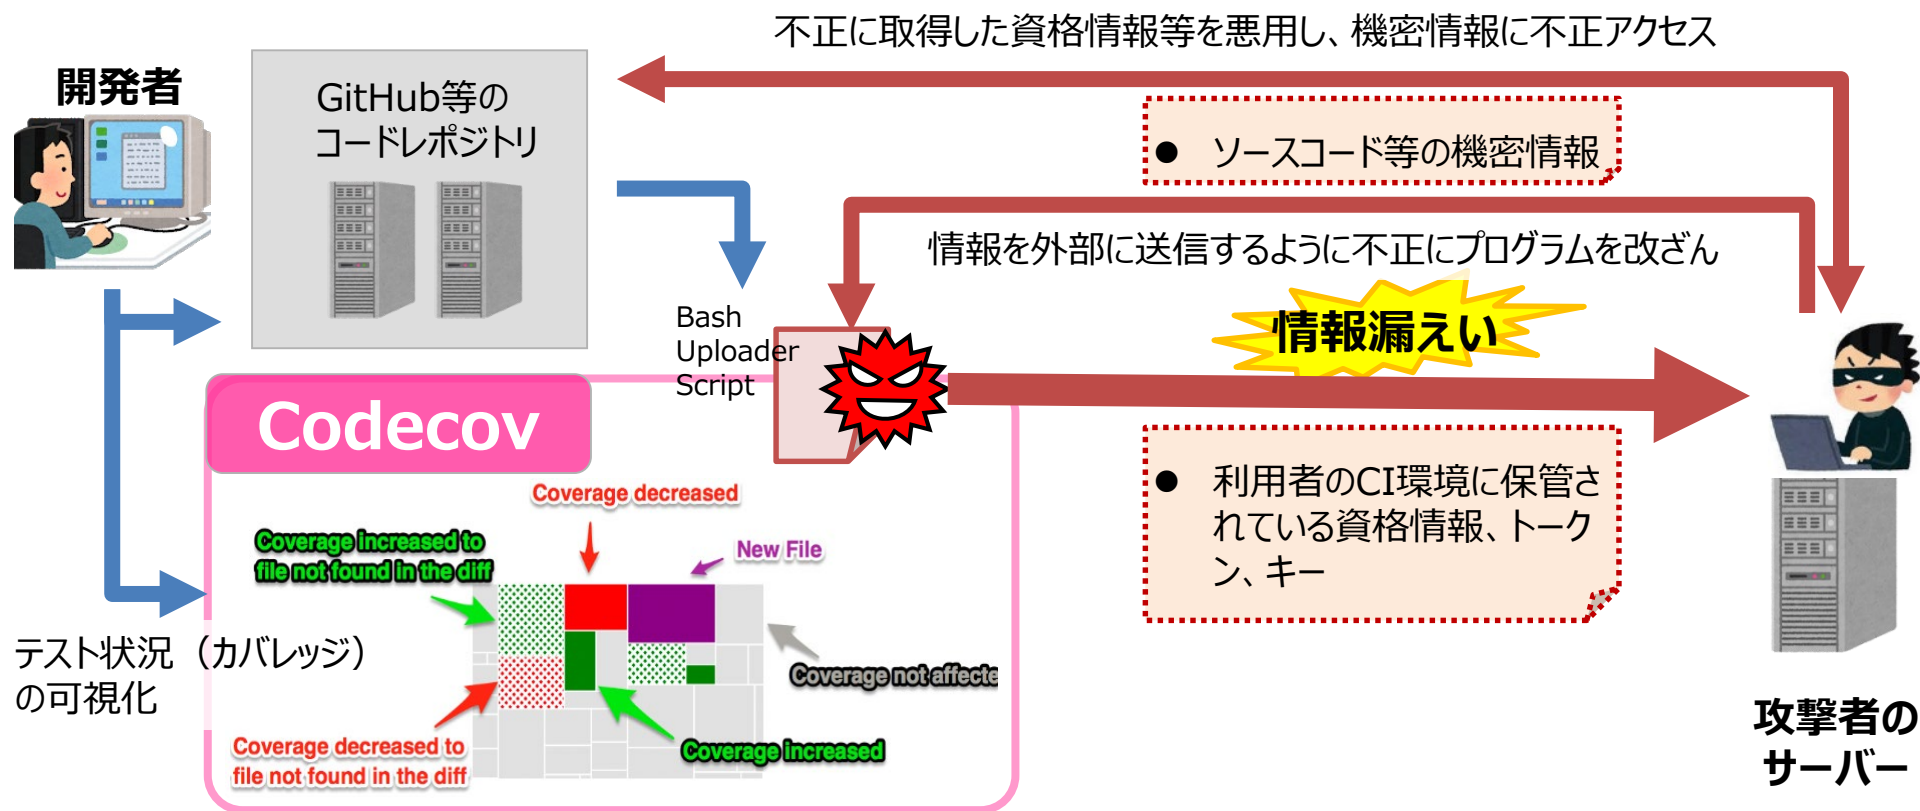 不正に取得した資格情報等を悪用し、機密情報に不正アクセス
開発者
GitHub等の
コードレポジトリ
● ソースコード等の機密情報
情報を外部に送信するように不正にプログラムを改ざん
Bash
Uploader
Script
情報漏えい
Codecov
● 利用者のCI環境に保管さ
れている資格情報、トーク
ン、キー
Coverage decreased
Coverage increased to
file not found in the diff
New File
テスト状況（カバレッジ）
の可視化
Coverage not affecte
Coverage decreased to
file not found in the diff
Coverage increased
攻撃者の
サーバー